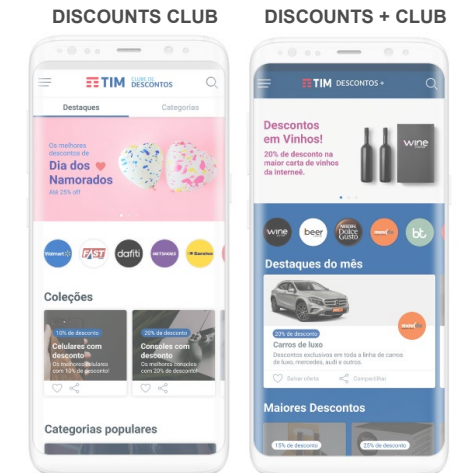 DISCOUNTS CLUB
TIM CLUBE DE DESCONTOS
Destaques
Categorias
Os melhores
descontos de
Dia dos
Namorados
Até 25% off
Walmart
FAST
dafiti
NETSHOES
Coleções
10% de desconto
Celulares com
desconto
Os melhores celulares
com 10% de desconto!
20% de desconto
Consoles com
desconto
Os melhores consoles
com 20% de desconto!
Categorias populares
DISCOUNTS + CLUB
TIM DESCONTOS +
Descontos
em Vinhos!
20% de desconto na
maior carta de vinhos
da internet.
wine
wine
beer
NESCAFÉ
Dolce
Gusto
Destaques do mês
20% de desconto
Carros de luxo
Descontos exclusivos em toda a linha de carros
de luxo, mercedes, audi e outros.
Salvar oferta
Compartilhar
Maiores Descontos
15% de desconto
25% de desconto